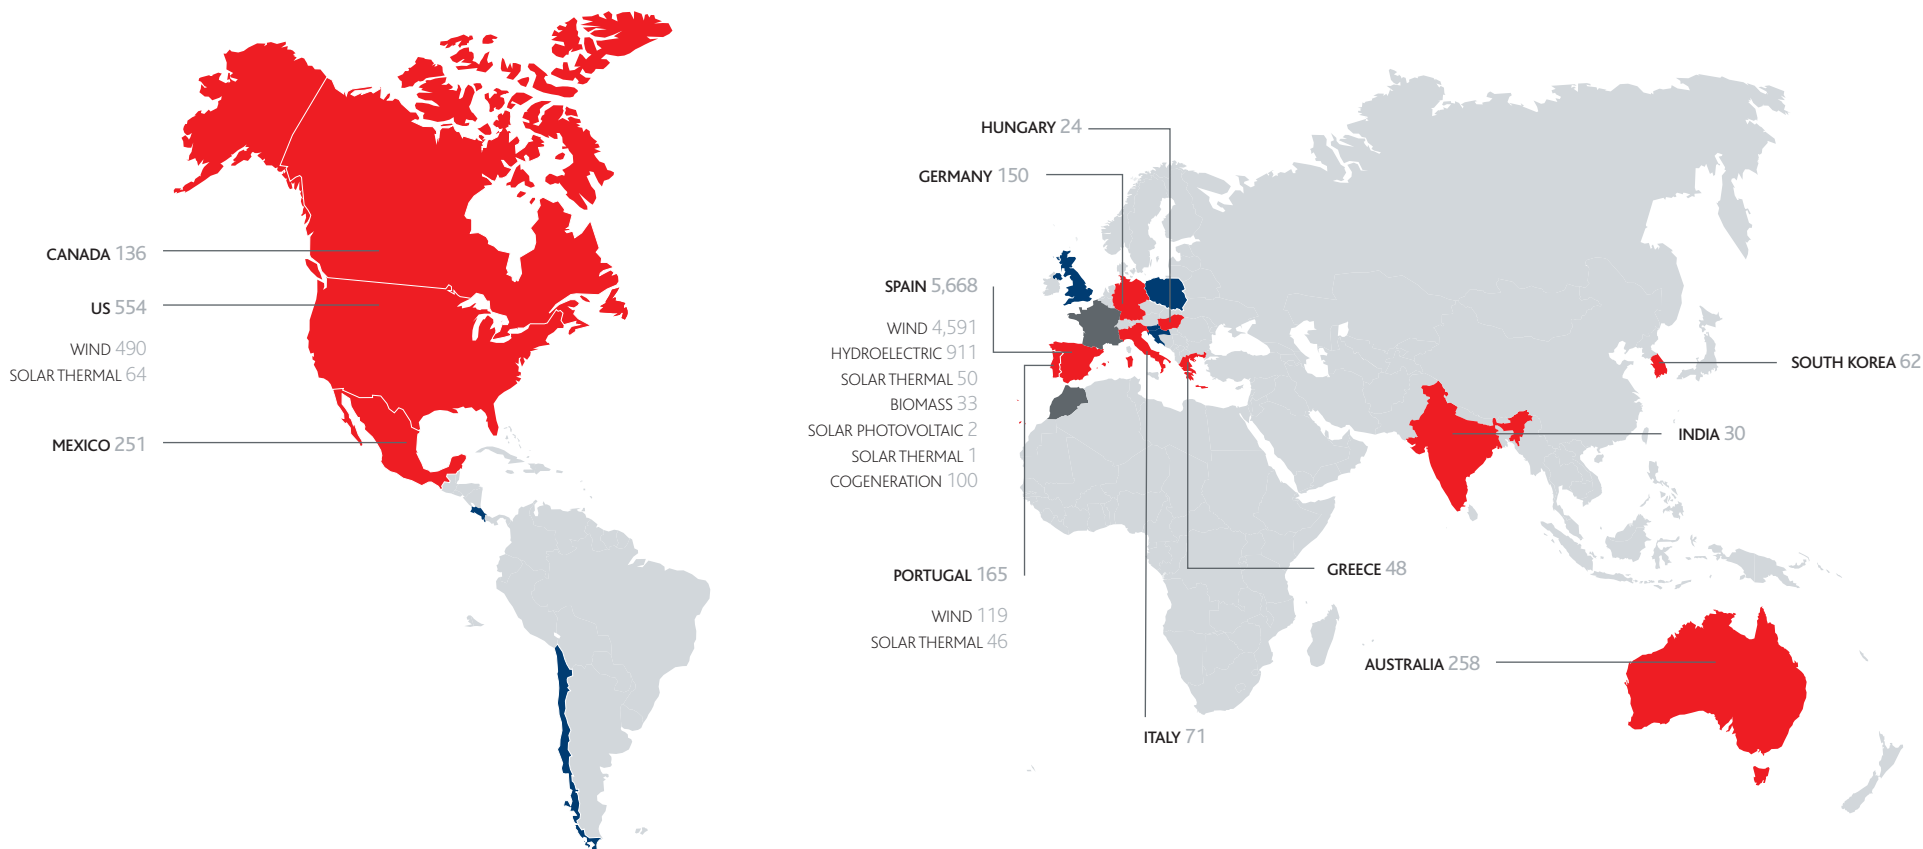 CANADA 136
US 554
WIND 490
SOLAR THERMAL 64
MEXICO 251
HUNGARY 24
GERMANY 150
SPAIN 5,668
WIND 4,591
HYDROELECTRIC 911
SOLAR THERMAL 50
BIOMASS 33
SOLAR PHOTOVOLTAIC 2
SOLAR THERMAL 1
COGENERATION 100
PORTUGAL 165
WIND 119
SOLAR THERMAL 46
ITALY 71
GREECE 48
SOUTH KOREA 62
INDIA 30
AUSTRALIA 258